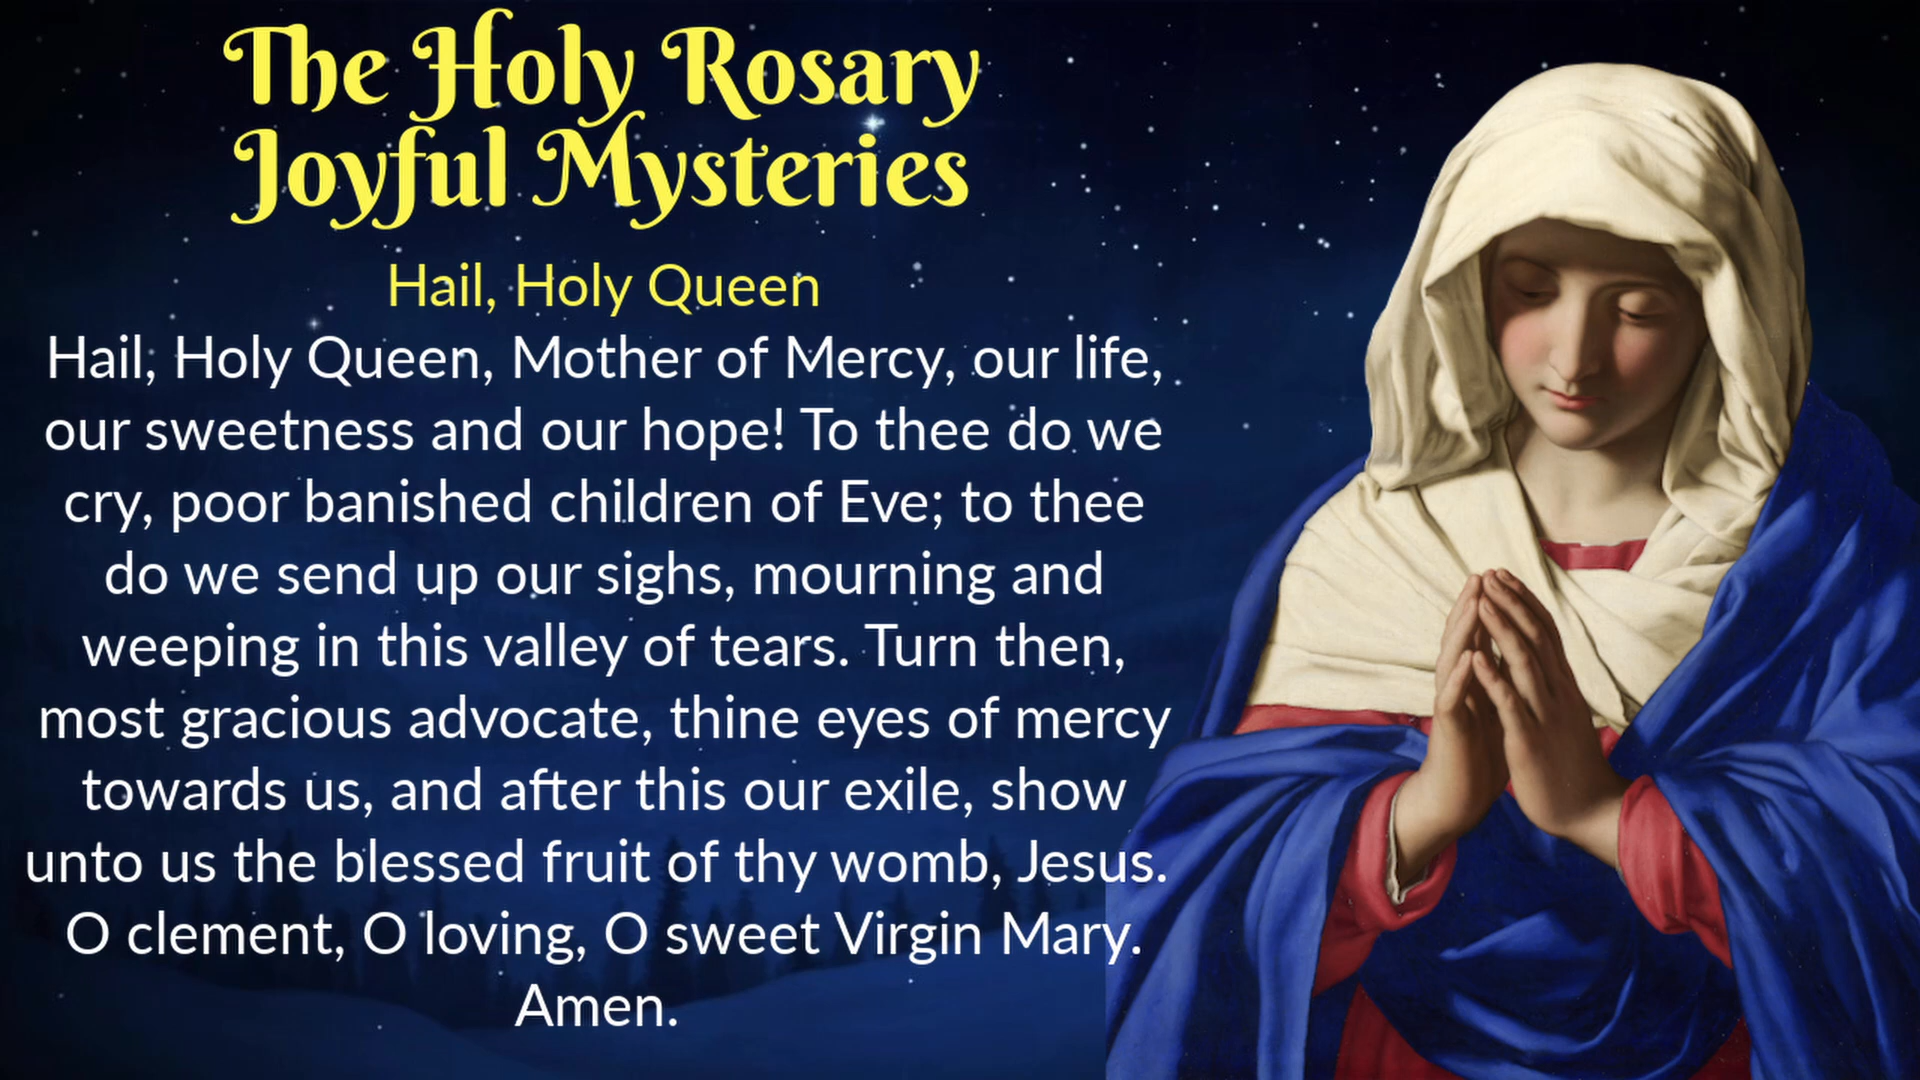 The Holy Rosary
Joyful Mysteries
Hail, Holy Queen
Hail, Holy Queen, Mother of Mercy, our life,
our sweetness and our hope! To thee do we
cry, poor banished children of Eve; to thee
do we send up our sighs, mourning and
weeping in this valley of tears. Turn then,
most gracious advocate, thine eyes of mercy
towards us, and after this our exile, show
unto us the blessed fruit of thy womb, Jesus.
O clement, O loving, O sweet Virgin Mary.
Amen.